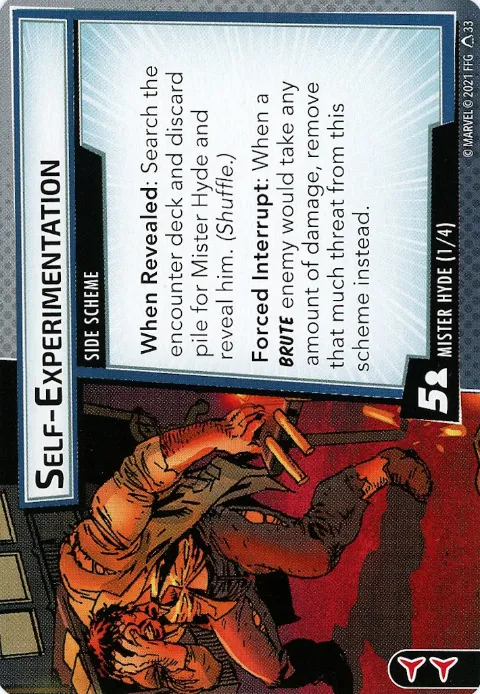 SELF-EXPERIMENTATION
SIDE SCHEME
When Revealed: Search the
encounter deck and discard
pile for Mister Hyde and
reveal him. (Shuffle.)
Forced Interrupt: When a
BRUTE enemy would take any
amount of damage, remove
that much threat from this
scheme instead.
5
MISTER HYDE (1/4)
© MARVEL © 2021 FFG 33